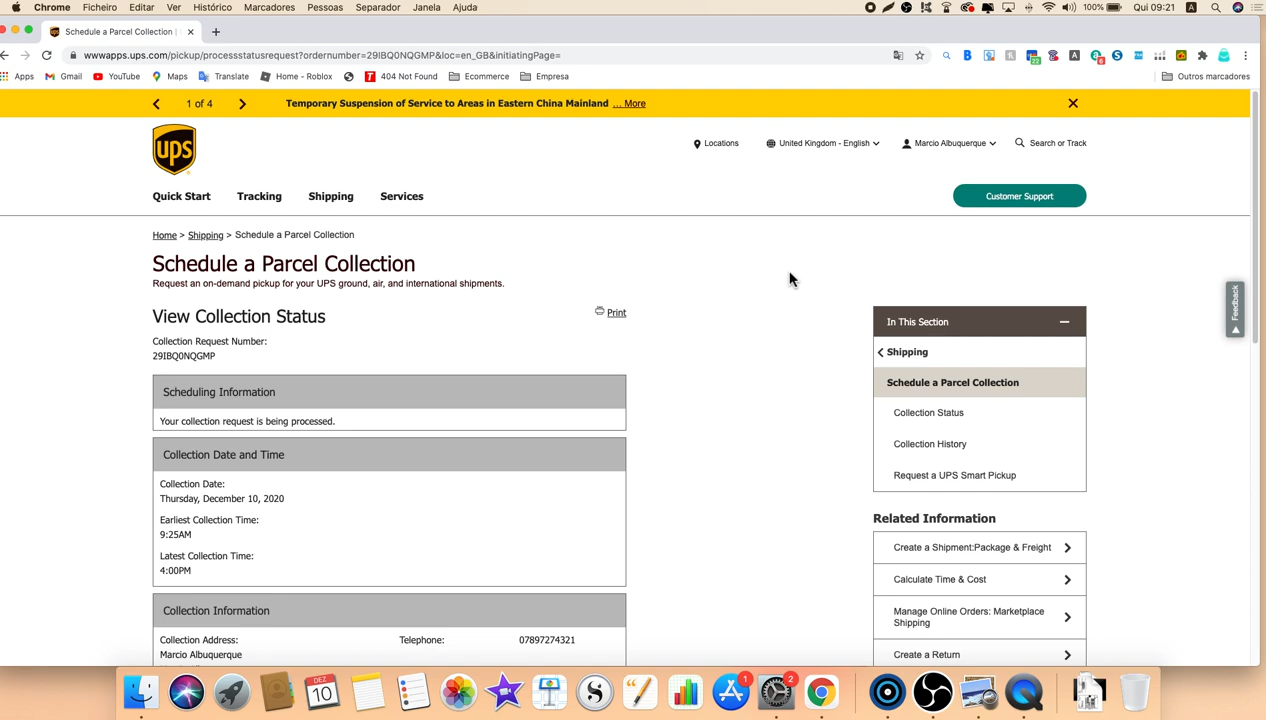 Chrome Ficheiro Editar Ver Histórico Marcadores Pessoas Separador Janela Ajuda 100% Qui 09:21
Schedule a Parcel Collection |
wwwapps.ups.com/pickup/processstatusrequest?ordernumber=29IBQ0NQGMP&loc=en_GB&initiatingPage=
Apps Gmail YouTube Maps Translate Home - Roblox 404 Not Found Ecommerce Empresa Outros marcadores
1 of 4 Temporary Suspension of Service to Areas in Eastern China Mainland ... More
ups
Locations United Kingdom - English Marcio Albuquerque Search or Track
Quick Start Tracking Shipping Services Customer Support
Home > Shipping > Schedule a Parcel Collection
Schedule a Parcel Collection
Request an on-demand pickup for your UPS ground, air, and international shipments.
View Collection Status
Print
Collection Request Number:
29IBQ0NQGMP
Scheduling Information
Your collection request is being processed.
Collection Date and Time
Collection Date:
Thursday, December 10, 2020
Earliest Collection Time:
9:25AM
Latest Collection Time:
4:00PM
Collection Information
Collection Address: Telephone: 07897274321
Marcio Albuquerque
In This Section
Shipping
Schedule a Parcel Collection
Collection Status
Collection History
Request a UPS Smart Pickup
Related Information
Create a Shipment:Package & Freight
Calculate Time & Cost
Manage Online Orders: Marketplace
Shipping
Create a Return
Feedback
DEZ
10
1
2